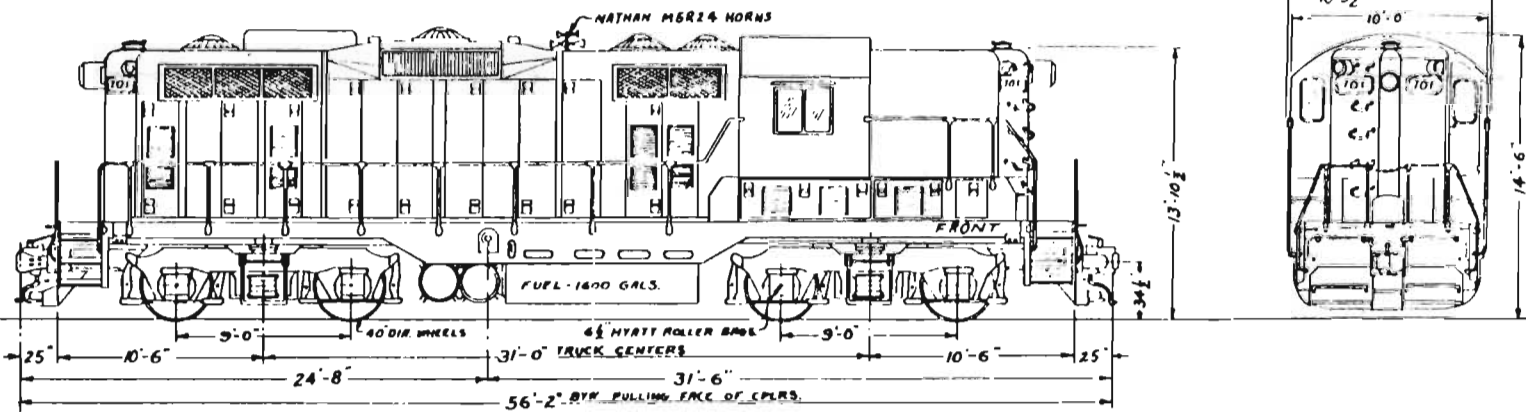 NATHAN M5R24 HORNS
10'-0"
101
101
101
101
13'-10½"
14'-6"
FRONT
FUEL-1600 GALS.
34½
9'-0"
40" DIA. WHEELS
6½ HYATT ROLLER BRGS
9'-0"
25"
10'-6"
31'-0" TRUCK CENTERS
10'-6"
25"
24'-8"
31'-6"
56'-2" BTW PULLING FACE OF CPLRS.